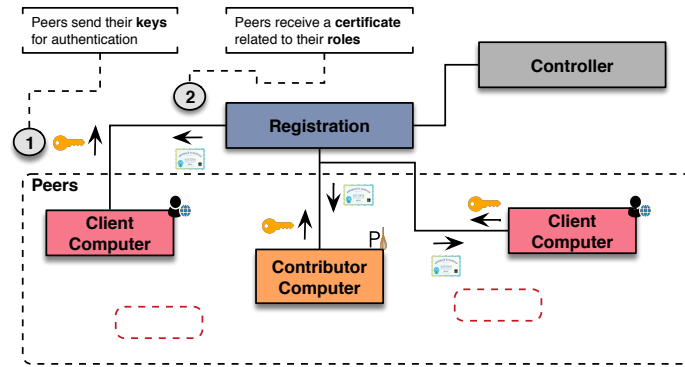 Peers send their keys
for authentication
Peers receive a certificate
related to their roles
Controller
2
1
Registration
Peers
Client
Computer
P
Contributor
Computer
Client
Computer